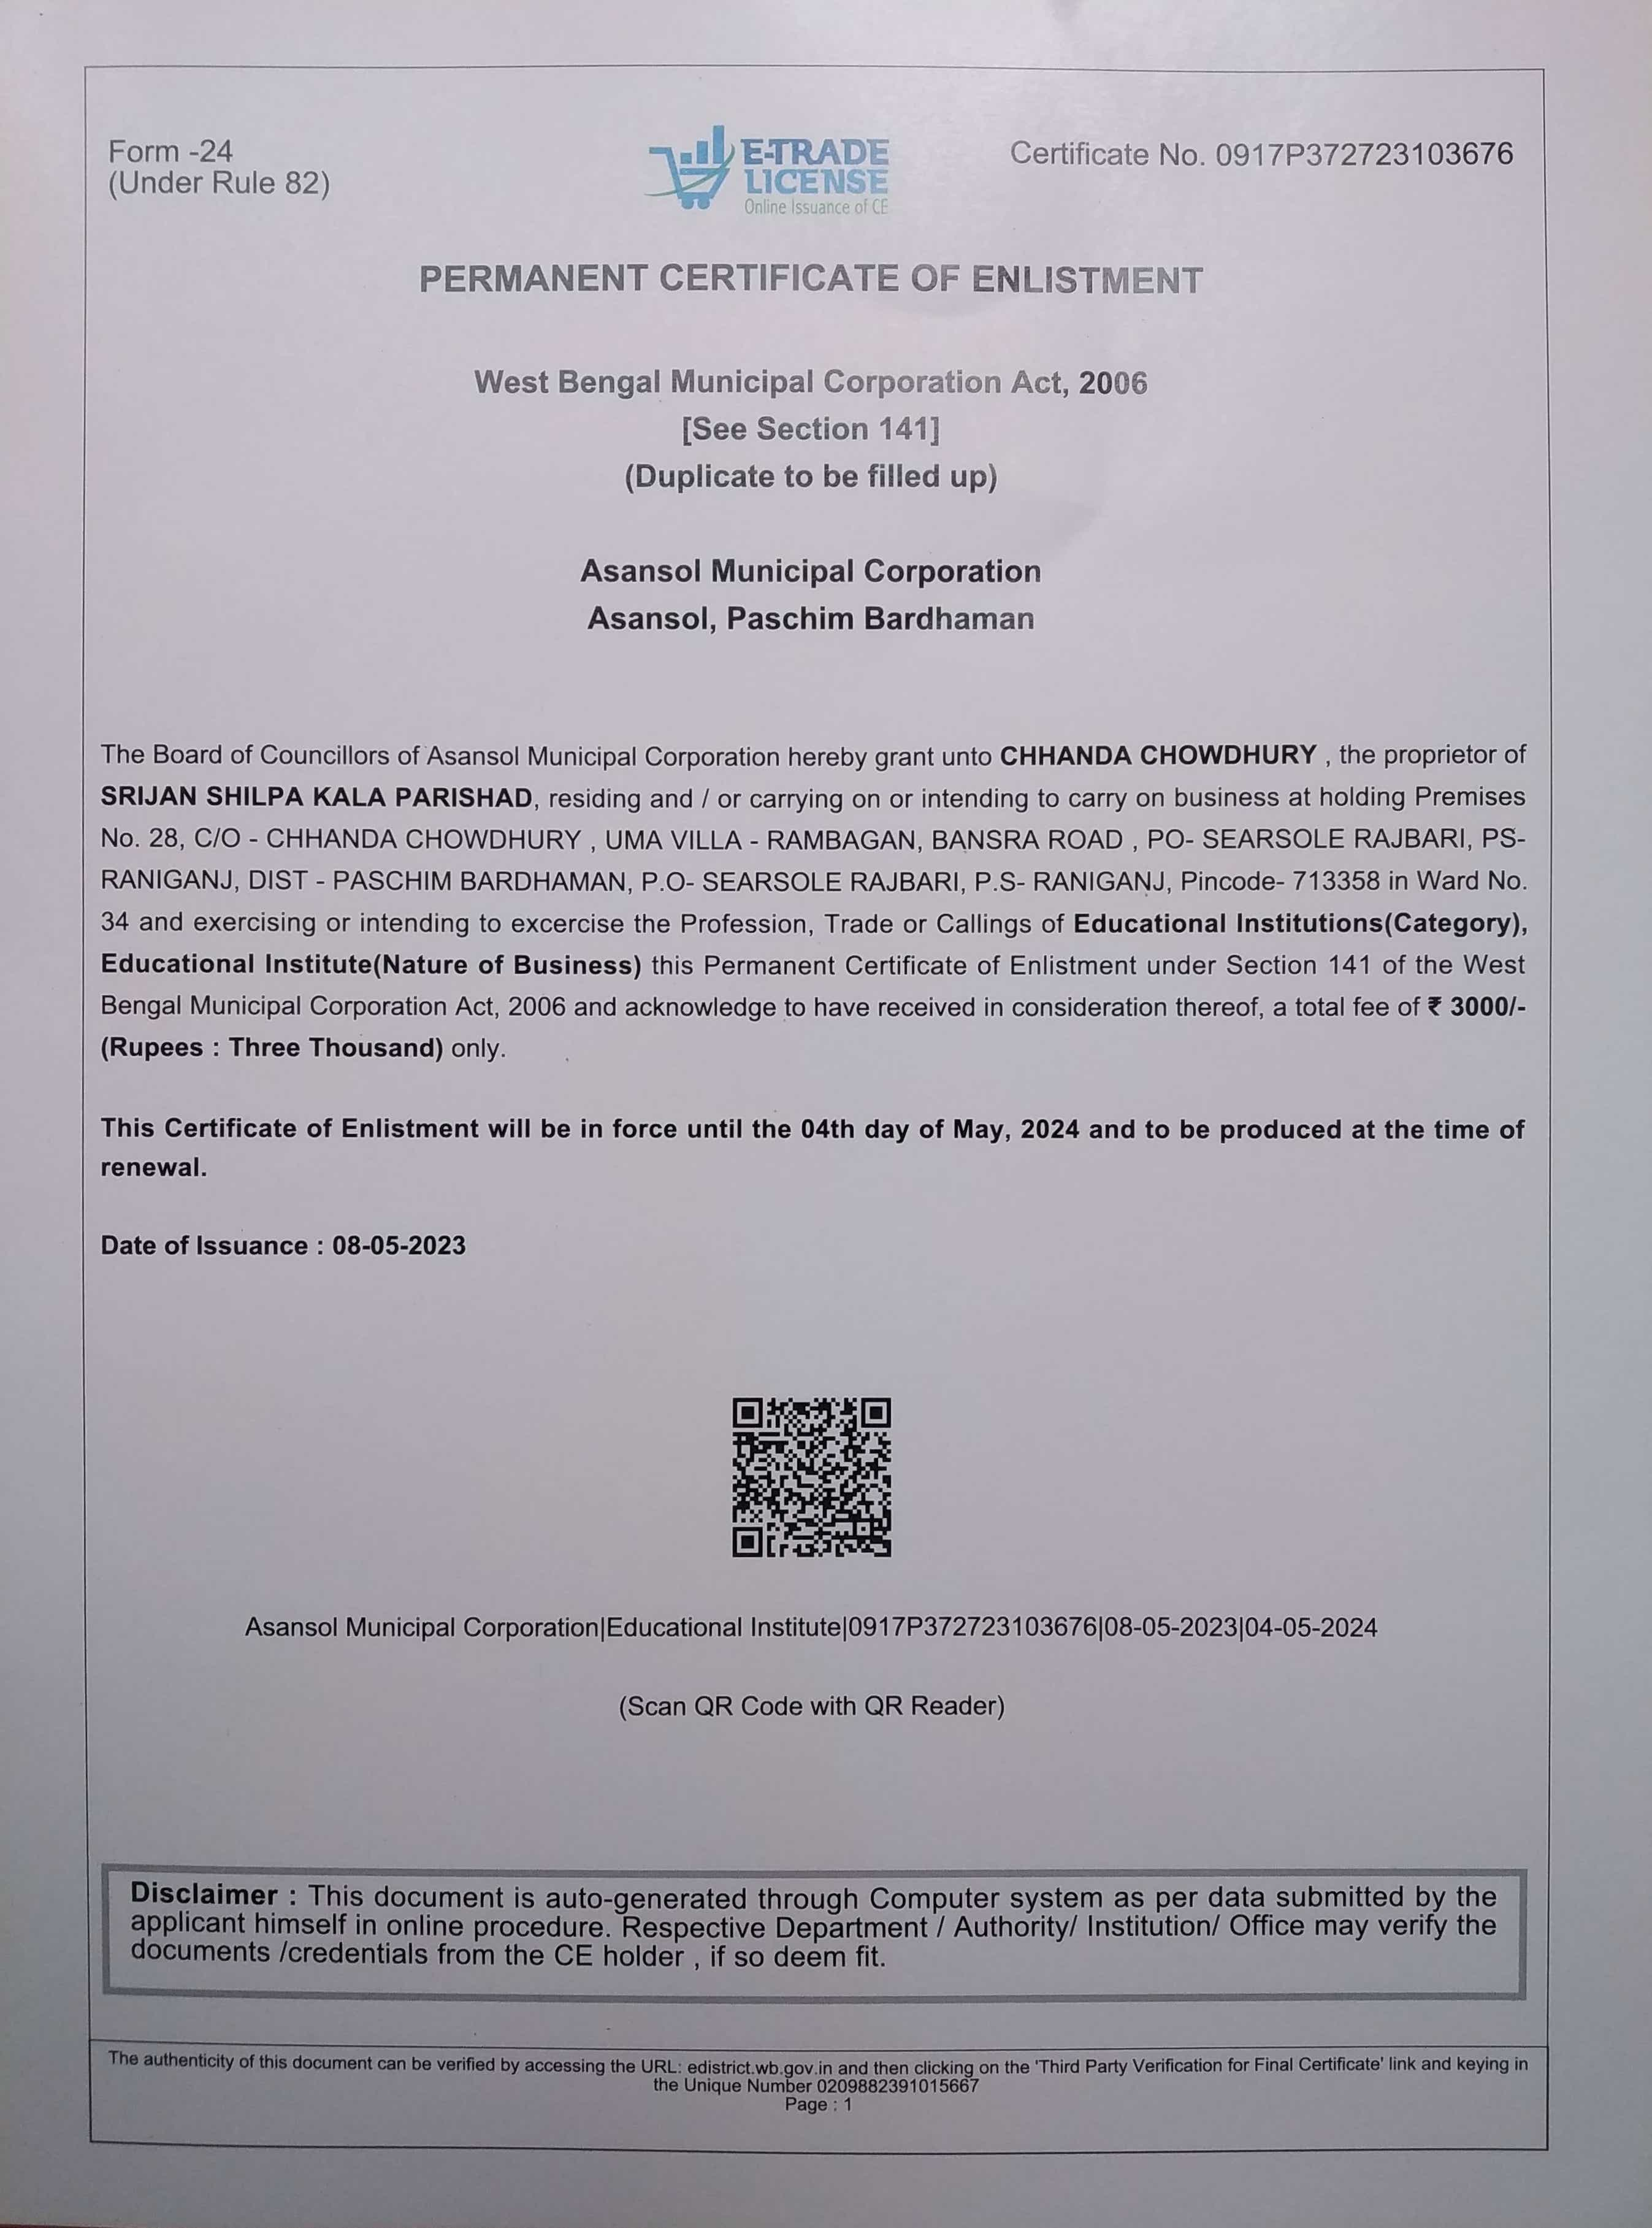 Form -24
(Under Rule 82)
E-TRADE
LICENSE
Online Issuance of CE
Certificate No. 0917P372723103676
PERMANENT CERTIFICATE OF ENLISTMENT
West Bengal Municipal Corporation Act, 2006
[See Section 141]
(Duplicate to be filled up)
Asansol Municipal Corporation
Asansol, Paschim Bardhaman
The Board of Councillors of Asansol Municipal Corporation hereby grant unto CHHANDA CHOWDHURY , the proprietor of
SRIJAN SHILPA KALA PARISHAD, residing and / or carrying on or intending to carry on business at holding Premises
No. 28, C/O - CHHANDA CHOWDHURY , UMA VILLA - RAMBAGAN, BANSRA ROAD , PO- SEARSOLE RAJBARI, PS-
RANIGANJ, DIST - PASCHIM BARDHAMAN, P.O- SEARSOLE RAJBARI, P.S- RANIGANJ, Pincode- 713358 in Ward No.
34 and exercising or intending to excercise the Profession, Trade or Callings of Educational Institutions(Category),
Educational Institute(Nature of Business) this Permanent Certificate of Enlistment under Section 141 of the West
Bengal Municipal Corporation Act, 2006 and acknowledge to have received in consideration thereof, a total fee of ₹ 3000/-
(Rupees : Three Thousand) only.
This Certificate of Enlistment will be in force until the 04th day of May, 2024 and to be produced at the time of
renewal.
Date of Issuance : 08-05-2023
Asansol Municipal Corporation|Educational Institute|0917P372723103676|08-05-2023|04-05-2024
(Scan QR Code with QR Reader)
Disclaimer : This document is auto-generated through Computer system as per data submitted by the
applicant himself in online procedure. Respective Department / Authority/ Institution/ Office may verify the
documents /credentials from the CE holder , if so deem fit.
The authenticity of this document can be verified by accessing the URL: edistrict.wb.gov.in and then clicking on the 'Third Party Verification for Final Certificate' link and keying in
the Unique Number 0209882391015667
Page : 1